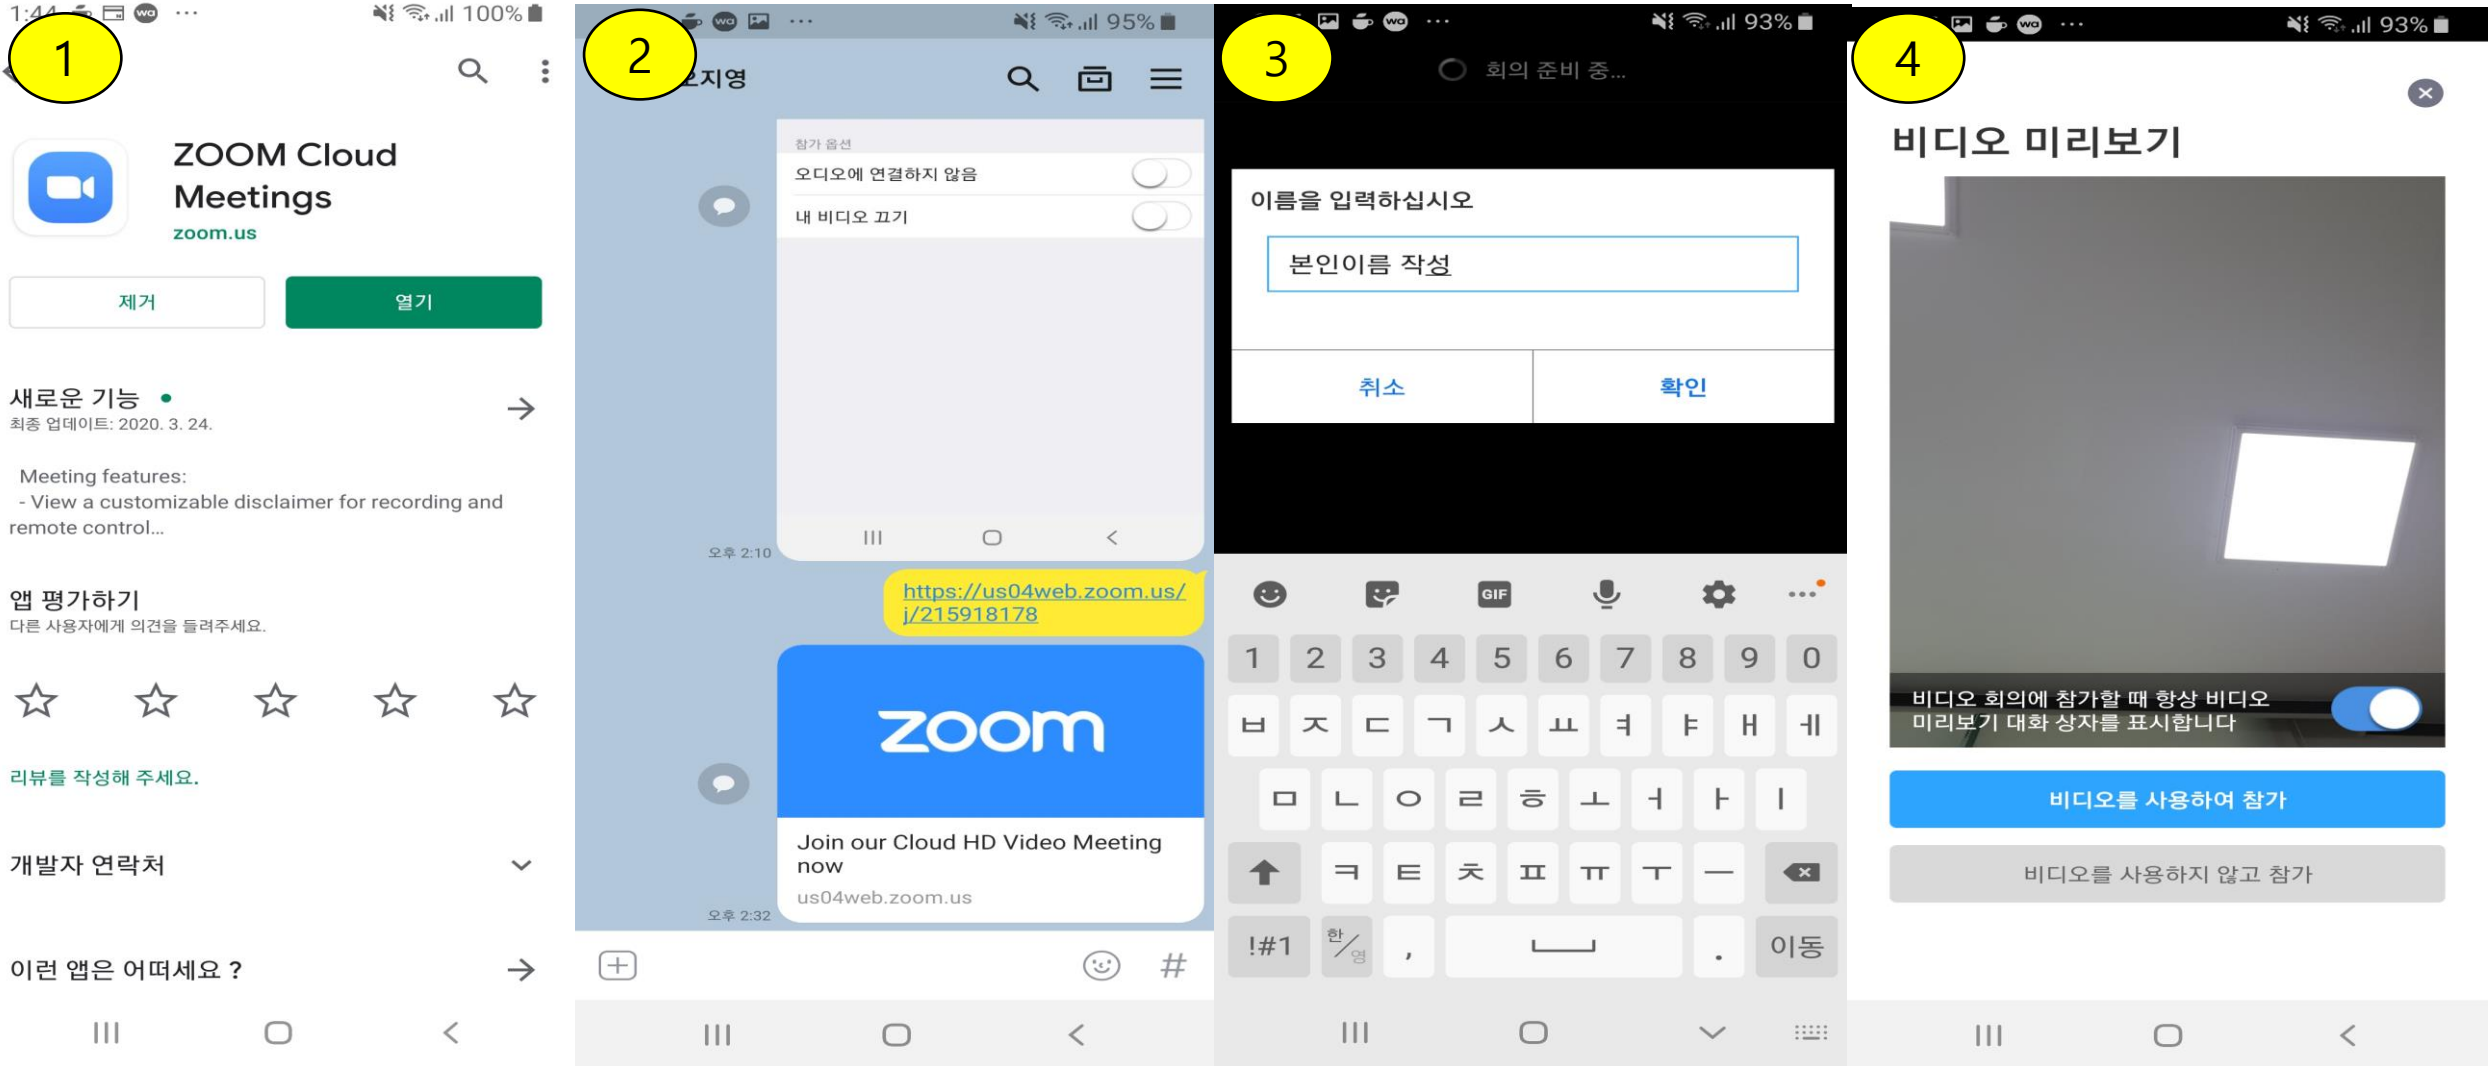 1
1:44
100%
ZOOM Cloud
Meetings
zoom.us
제거
열기
새로운 기능
최종 업데이트: 2020. 3. 24.
Meeting features:
- View a customizable disclaimer for recording and
remote control...
앱 평가하기
다른 사용자에게 의견을 들려주세요.
리뷰를 작성해 주세요.
개발자 연락처
이런 앱은 어떠세요 ?
2
95%
오지영
참가 옵션
오디오에 연결하지 않음
내 비디오 끄기
오후 2:10
https://us04web.zoom.us/
j/215918178
zoom
Join our Cloud HD Video Meeting
now
us04web.zoom.us
오후 2:32
#
3
93%
회의 준비 중...
이름을 입력하십시오
본인이름 작성
취소
확인
GIF
1 2 3 4 5 6 7 8 9 0
ㅂ ㅈ ㄷ ㄱ ㅅ ㅛ ㅕ ㅑ ㅐ ㅔ
ㅁ ㄴ ㅇ ㄹ ㅎ ㅗ ㅓ ㅏ ㅣ
ㅋ ㅌ ㅊ ㅍ ㅠ ㅜ ㅡ
!#1 한/영 , . 이동
4
93%
비디오 미리보기
비디오 회의에 참가할 때 항상 비디오
미리보기 대화 상자를 표시합니다
비디오를 사용하여 참가
비디오를 사용하지 않고 참가